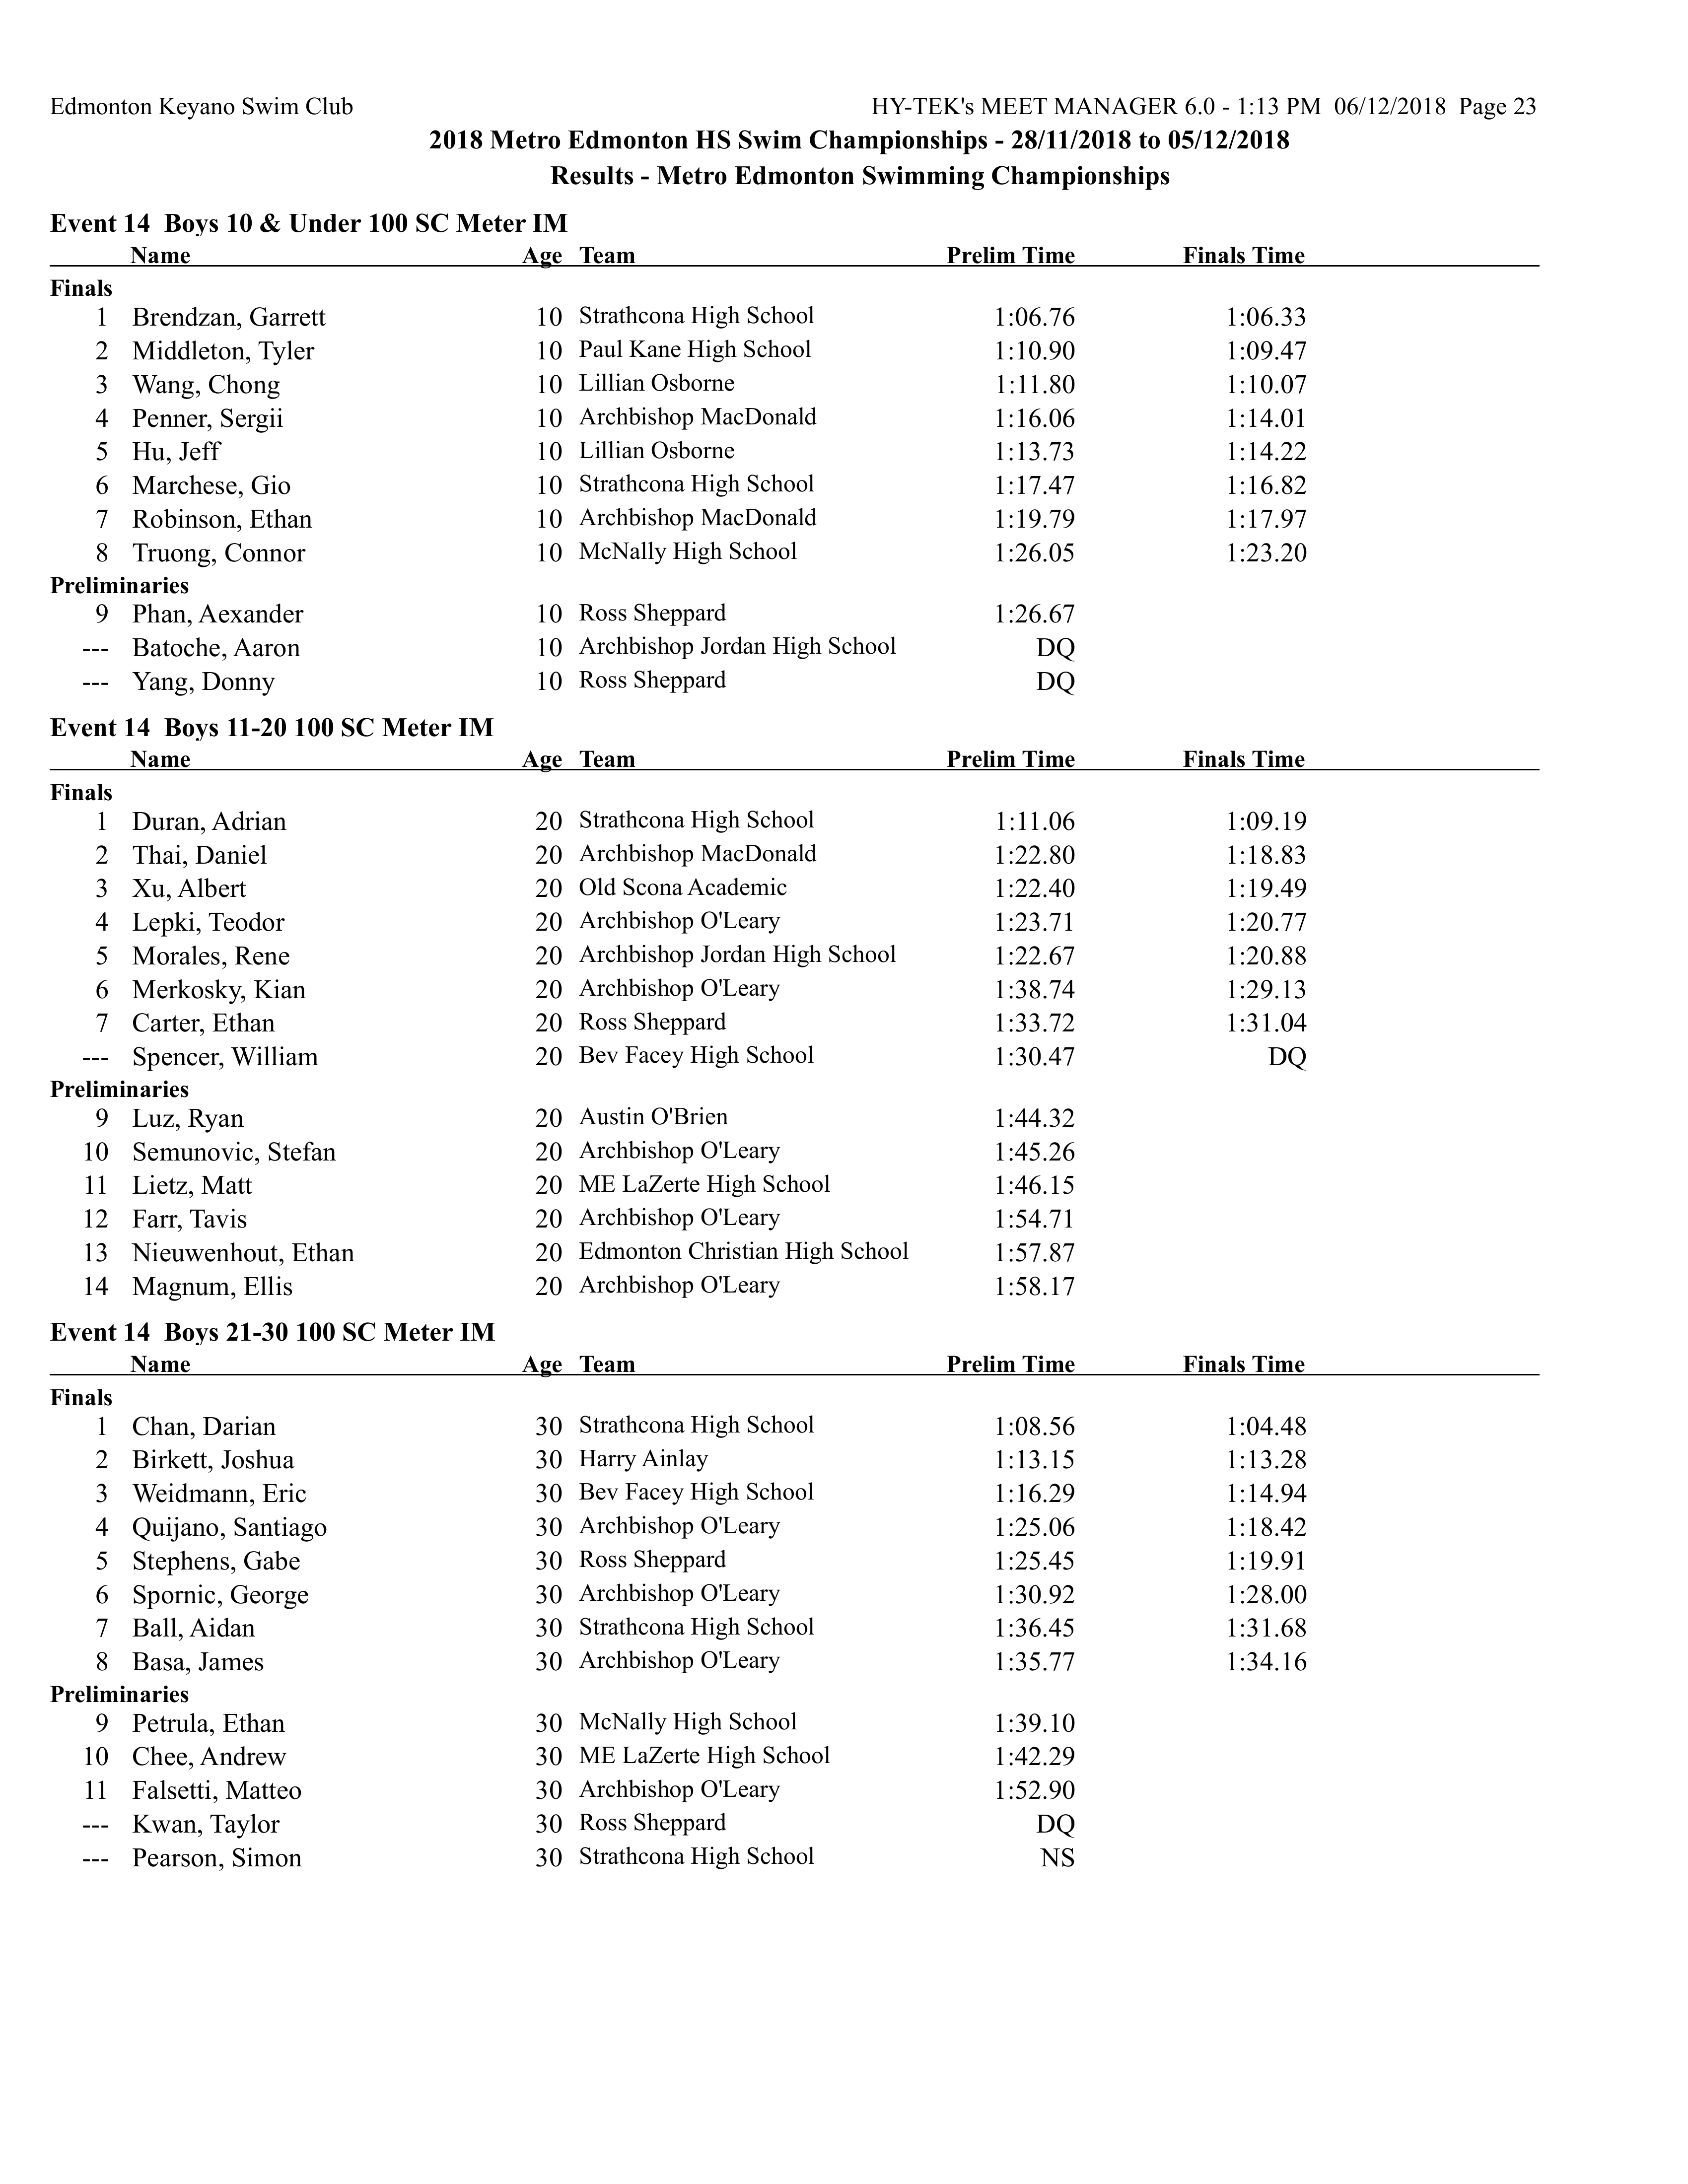 Edmonton Keyano Swim Club HY-TEK's MEET MANAGER 6.0 - 1:13 PM 06/12/2018 Page 23
2018 Metro Edmonton HS Swim Championships - 28/11/2018 to 05/12/2018
Results - Metro Edmonton Swimming Championships
Event 14 Boys 10 & Under 100 SC Meter IM
Name Age Team Prelim Time Finals Time
Finals
1 Brendzan, Garrett 10 Strathcona High School 1:06.76 1:06.33
2 Middleton, Tyler 10 Paul Kane High School 1:10.90 1:09.47
3 Wang, Chong 10 Lillian Osborne 1:11.80 1:10.07
4 Penner, Sergii 10 Archbishop MacDonald 1:16.06 1:14.01
5 Hu, Jeff 10 Lillian Osborne 1:13.73 1:14.22
6 Marchese, Gio 10 Strathcona High School 1:17.47 1:16.82
7 Robinson, Ethan 10 Archbishop MacDonald 1:19.79 1:17.97
8 Truong, Connor 10 McNally High School 1:26.05 1:23.20
Preliminaries
9 Phan, Aexander 10 Ross Sheppard 1:26.67
--- Batoche, Aaron 10 Archbishop Jordan High School DQ
--- Yang, Donny 10 Ross Sheppard DQ
Event 14 Boys 11-20 100 SC Meter IM
Name Age Team Prelim Time Finals Time
Finals
1 Duran, Adrian 20 Strathcona High School 1:11.06 1:09.19
2 Thai, Daniel 20 Archbishop MacDonald 1:22.80 1:18.83
3 Xu, Albert 20 Old Scona Academic 1:22.40 1:19.49
4 Lepki, Teodor 20 Archbishop O'Leary 1:23.71 1:20.77
5 Morales, Rene 20 Archbishop Jordan High School 1:22.67 1:20.88
6 Merkosky, Kian 20 Archbishop O'Leary 1:38.74 1:29.13
7 Carter, Ethan 20 Ross Sheppard 1:33.72 1:31.04
--- Spencer, William 20 Bev Facey High School 1:30.47 DQ
Preliminaries
9 Luz, Ryan 20 Austin O'Brien 1:44.32
10 Semunovic, Stefan 20 Archbishop O'Leary 1:45.26
11 Lietz, Matt 20 ME LaZerte High School 1:46.15
12 Farr, Tavis 20 Archbishop O'Leary 1:54.71
13 Nieuwenhout, Ethan 20 Edmonton Christian High School 1:57.87
14 Magnum, Ellis 20 Archbishop O'Leary 1:58.17
Event 14 Boys 21-30 100 SC Meter IM
Name Age Team Prelim Time Finals Time
Finals
1 Chan, Darian 30 Strathcona High School 1:08.56 1:04.48
2 Birkett, Joshua 30 Harry Ainlay 1:13.15 1:13.28
3 Weidmann, Eric 30 Bev Facey High School 1:16.29 1:14.94
4 Quijano, Santiago 30 Archbishop O'Leary 1:25.06 1:18.42
5 Stephens, Gabe 30 Ross Sheppard 1:25.45 1:19.91
6 Spornic, George 30 Archbishop O'Leary 1:30.92 1:28.00
7 Ball, Aidan 30 Strathcona High School 1:36.45 1:31.68
8 Basa, James 30 Archbishop O'Leary 1:35.77 1:34.16
Preliminaries
9 Petrula, Ethan 30 McNally High School 1:39.10
10 Chee, Andrew 30 ME LaZerte High School 1:42.29
11 Falsetti, Matteo 30 Archbishop O'Leary 1:52.90
--- Kwan, Taylor 30 Ross Sheppard DQ
--- Pearson, Simon 30 Strathcona High School NS